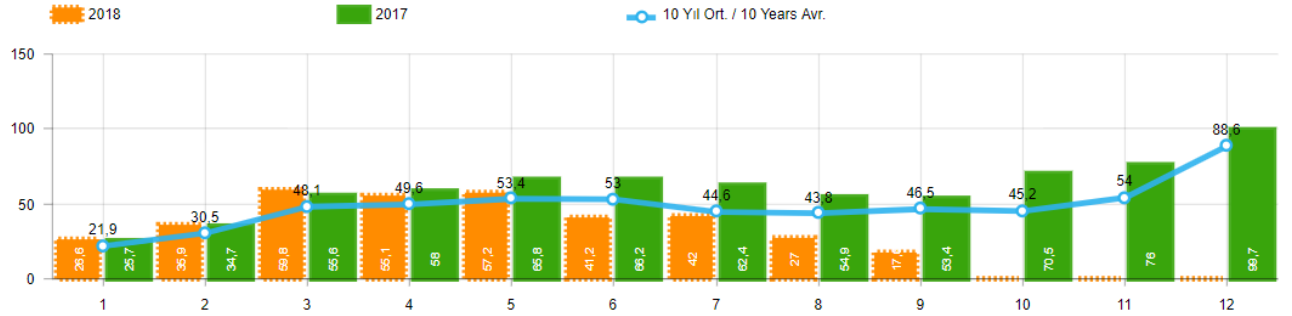 2018 2017 10 Yıl Ort. / 10 Years Avr.
150
100
50
0
21,9 30,5 48,1 49,6 53,4 53 44,6 43,8 46,5 45,2 54 88,6
26,6 25,7 35,9 34,7 59,8 55,6 55,1 58 57,2 65,8 41,2 66,2 42 62,4 27 54,9 17, 53,4 70,5 76 99,7
1 2 3 4 5 6 7 8 9 10 11 12